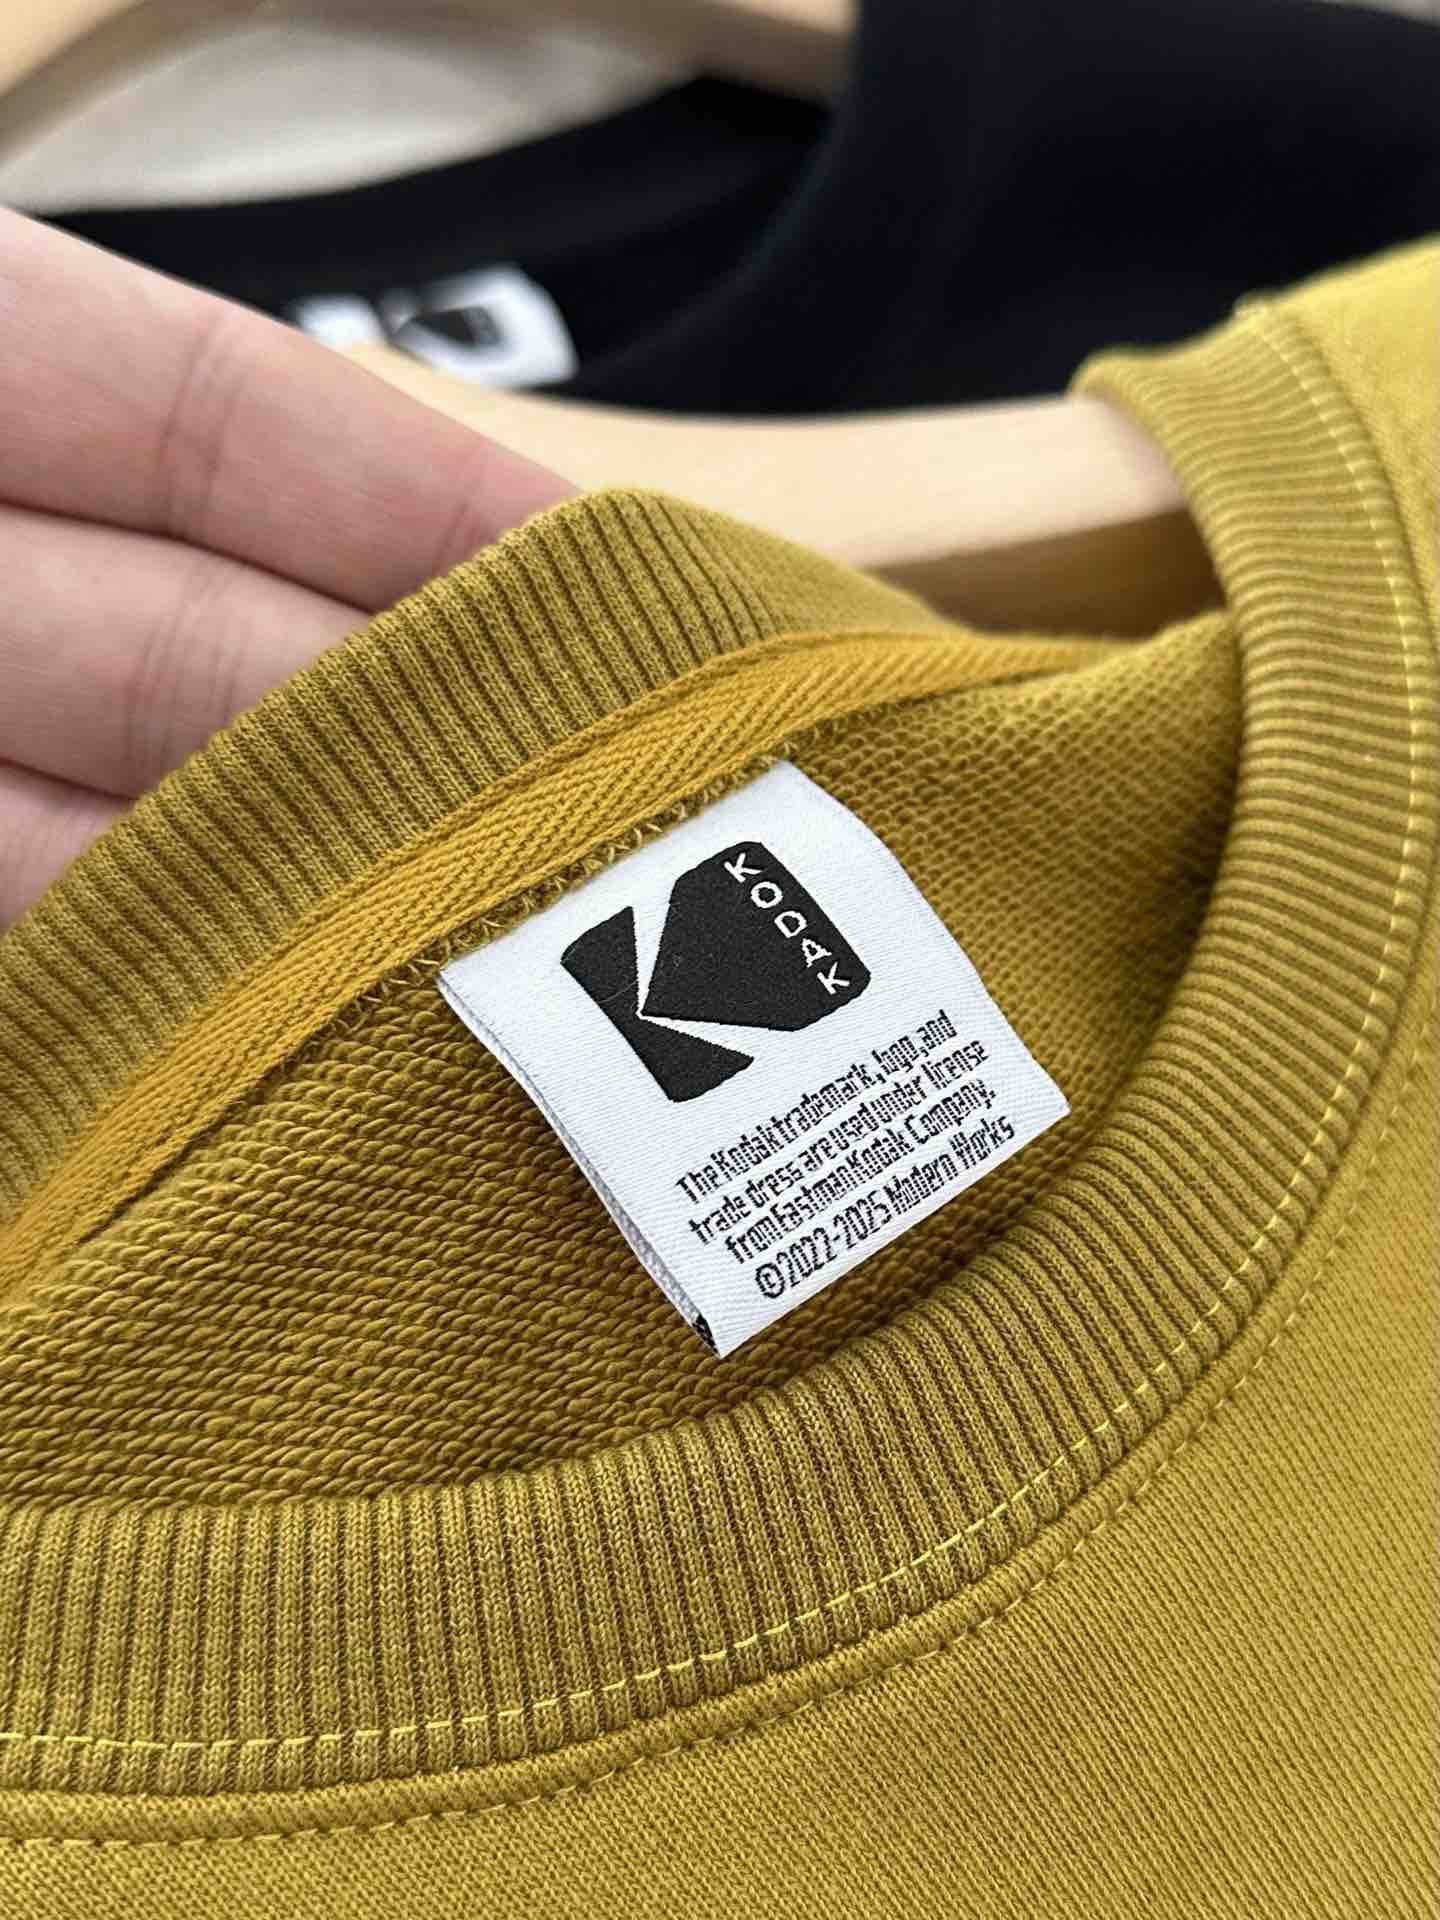 KODAK
The Kodak trademark, logo, and
trade dress are used under license
from Eastman Kodak Company.
©2022-2025 Modern Works